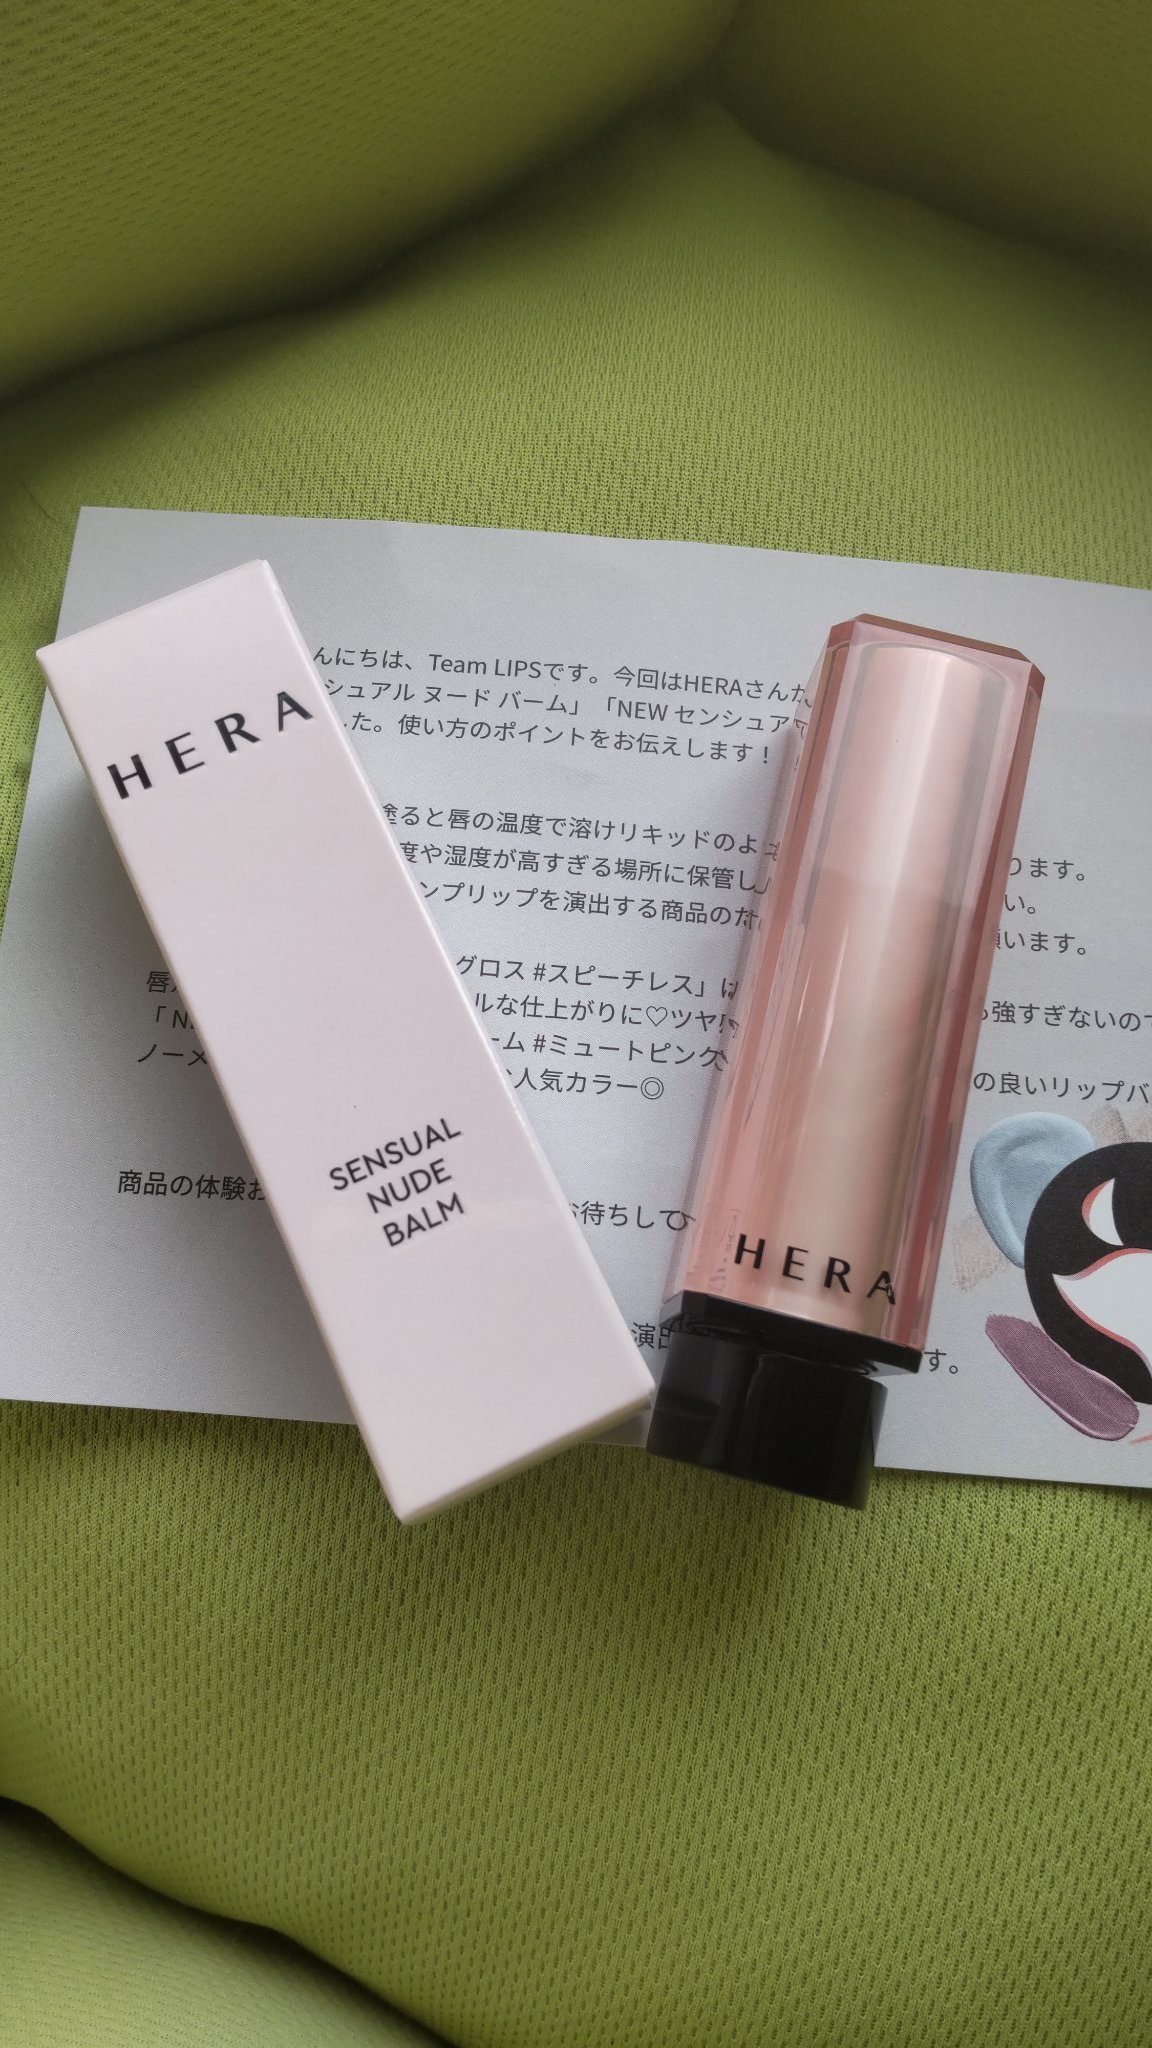 んにちは、Team LIPSです。今回はHERAさんか
シュアル ヌード バーム」「NEW センシュア
した。使い方のポイントをお伝えします!
塗ると唇の温度で溶けリキッドのよ ります。
度や湿度が高すぎる場所に保管し い。
ンプリップを演出する商品のた 願います。
唇 グロス #スピーチレス」は
「N ルな仕上がりに♡ツヤ 強すぎないので
ノーメ ーム #ミュートピンク の良いリップバ
人気カラー◎
商品の体験お お待ちして
演出 す。
HERA
SENSUAL
NUDE
BALM
HERA